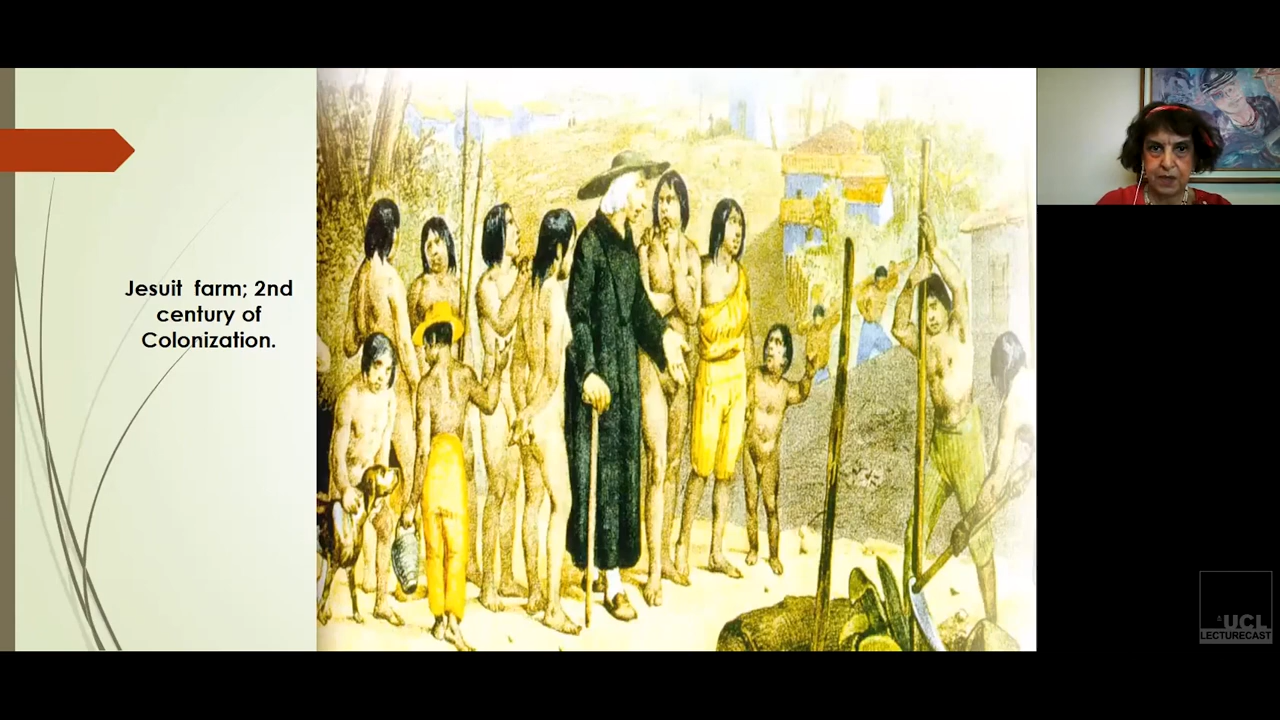 Jesuit farm; 2nd
century of
Colonization.
UCL
LECTURECAST